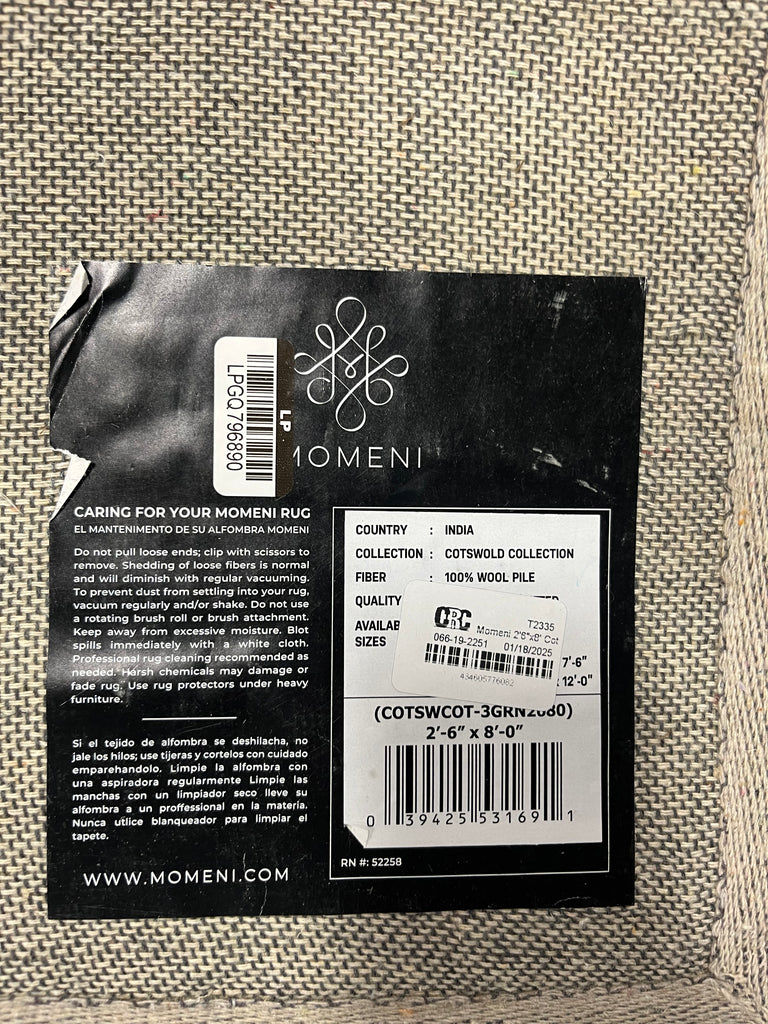 LP
LPGQ796890
MOMENI
CARING FOR YOUR MOMENI RUG
EL MANTENIMENTO DE SU ALFOMBRA MOMENI
Do not pull loose ends; clip with scissors to
remove. Shedding of loose fibers is normal
and will diminish with regular vacuuming.
To prevent dust from settling into your rug,
vacuum regularly and/or shake. Do not use
a rotating brush roll or brush attachment.
Keep away from excessive moisture. Blot
spills immediately with a white cloth.
Professional rug cleaning recommended as
needed. Harsh chemicals may damage or
fade rug. Use rug protectors under heavy
furniture.
Si el tejido de alfombra se deshilacha, no
jale los hilos; use tijeras y cortelos con cuidado
emparehandolo. Limpie la alfombra con
una aspiradora regularmente Limpie las
manchas con un limpiador seco lleve su
alfombra a un proffessional en la matería.
Nunca utlice blanqueador para limpiar el
tapete.
WWW.MOMENI.COM
COUNTRY : INDIA
COLLECTION : COTSWOLD COLLECTION
FIBER : 100% WOOL PILE
QUALITY
AVAILAB
SIZES
7'-6"
x 12'-0"
CBC
T2335
Momeni 2'6"x8' Cot
066-19-2251 01/18/2025
434605776082
(COTSWCOT-3GRN2080)
2'-6" x 8'-0"
0 39425 53169 1
RN #: 52258